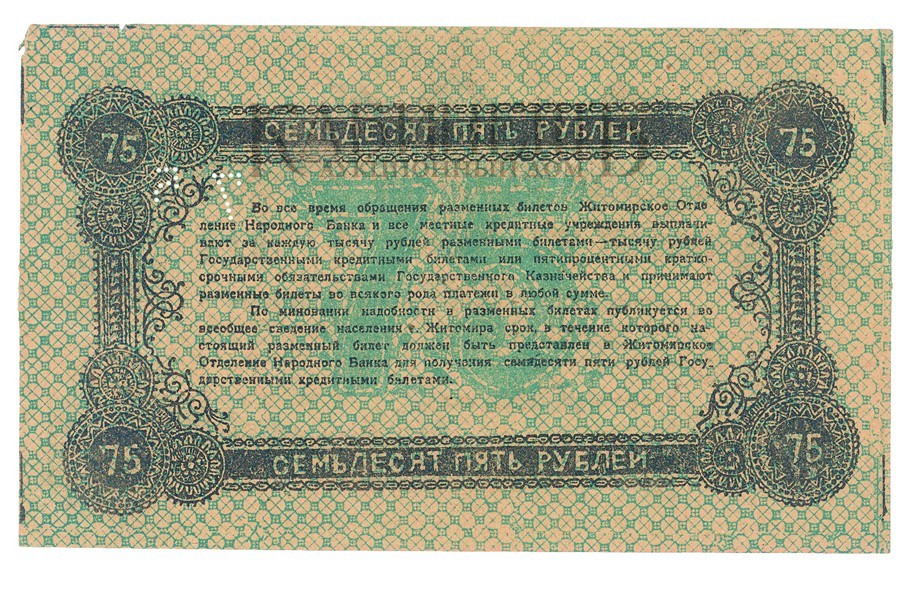 75 СЕМЬДЕСЯТ ПЯТЬ РУБЛЕЙ 75
Во все время обращения разменных билетов Житомирское Отде
ление Народного Банка и все местные кредитные учреждения выплачи
вают за каждую тысячу рублей разменными билетами—тысячу рублей
Государственными кредитными билетами или пятипроцентными кратко-
срочными обязательствами Государственного Казначейства и принимают
разменные билеты во всякого рода платежи в любой сумме.
По миновании надобности в разменных билетах публикуется во
всеобщее сведение населения г. Житомира срок, в течение которого на-
стоящий разменный билет должен быть представлен в Житомирское
Отделение Народного Банка для получения семидесяти пяти рублей Госу_
дарственными кредитными билетами.
75 СЕМЬДЕСЯТ ПЯТЬ РУБЛЕЙ 75